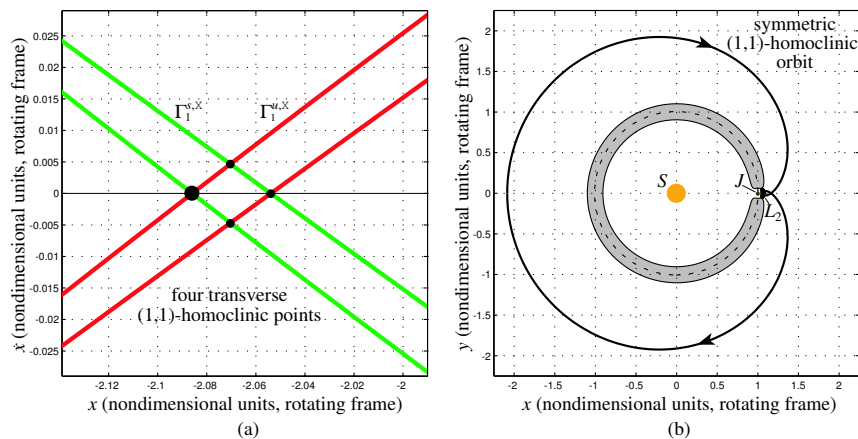 0.025
0.02
0.015
0.01
0.005
0
-0.005
-0.01
-0.015
-0.02
-0.025
ẋ (nondimensional units, rotating frame)
Γ₁ˢ,ˣ
Γ₁ᵘ,ˣ
four transverse
(1,1)-homoclinic points
-2.12
-2.1
-2.08
-2.06
-2.04
-2.02
-2
x (nondimensional units, rotating frame)
(a)
2
1.5
1
0.5
0
-0.5
-1
-1.5
-2
y (nondimensional units, rotating frame)
symmetric
(1,1)-homoclinic
orbit
S
J
L₂
-2
-1.5
-1
-0.5
0
0.5
1
1.5
2
x (nondimensional units, rotating frame)
(b)